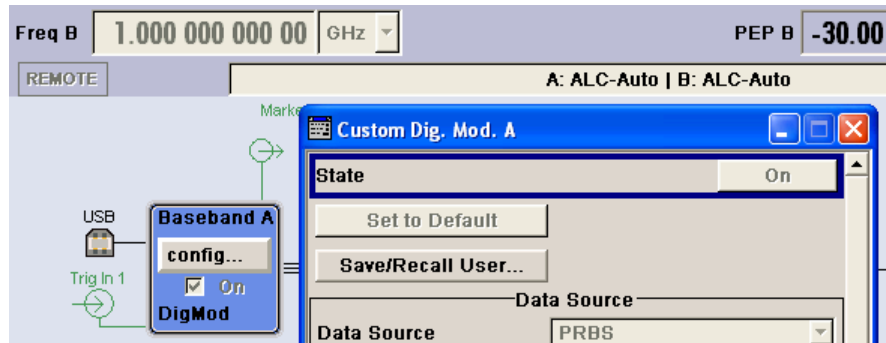 Freq B 1.000 000 000 00 GHz PEP B -30.00
REMOTE A: ALC-Auto | B: ALC-Auto
Custom Dig. Mod. A
State On
USB Baseband A Set to Default
config... Save/Recall User...
Trig In 1 On
Data Source
DigMod
Data Source PRBS